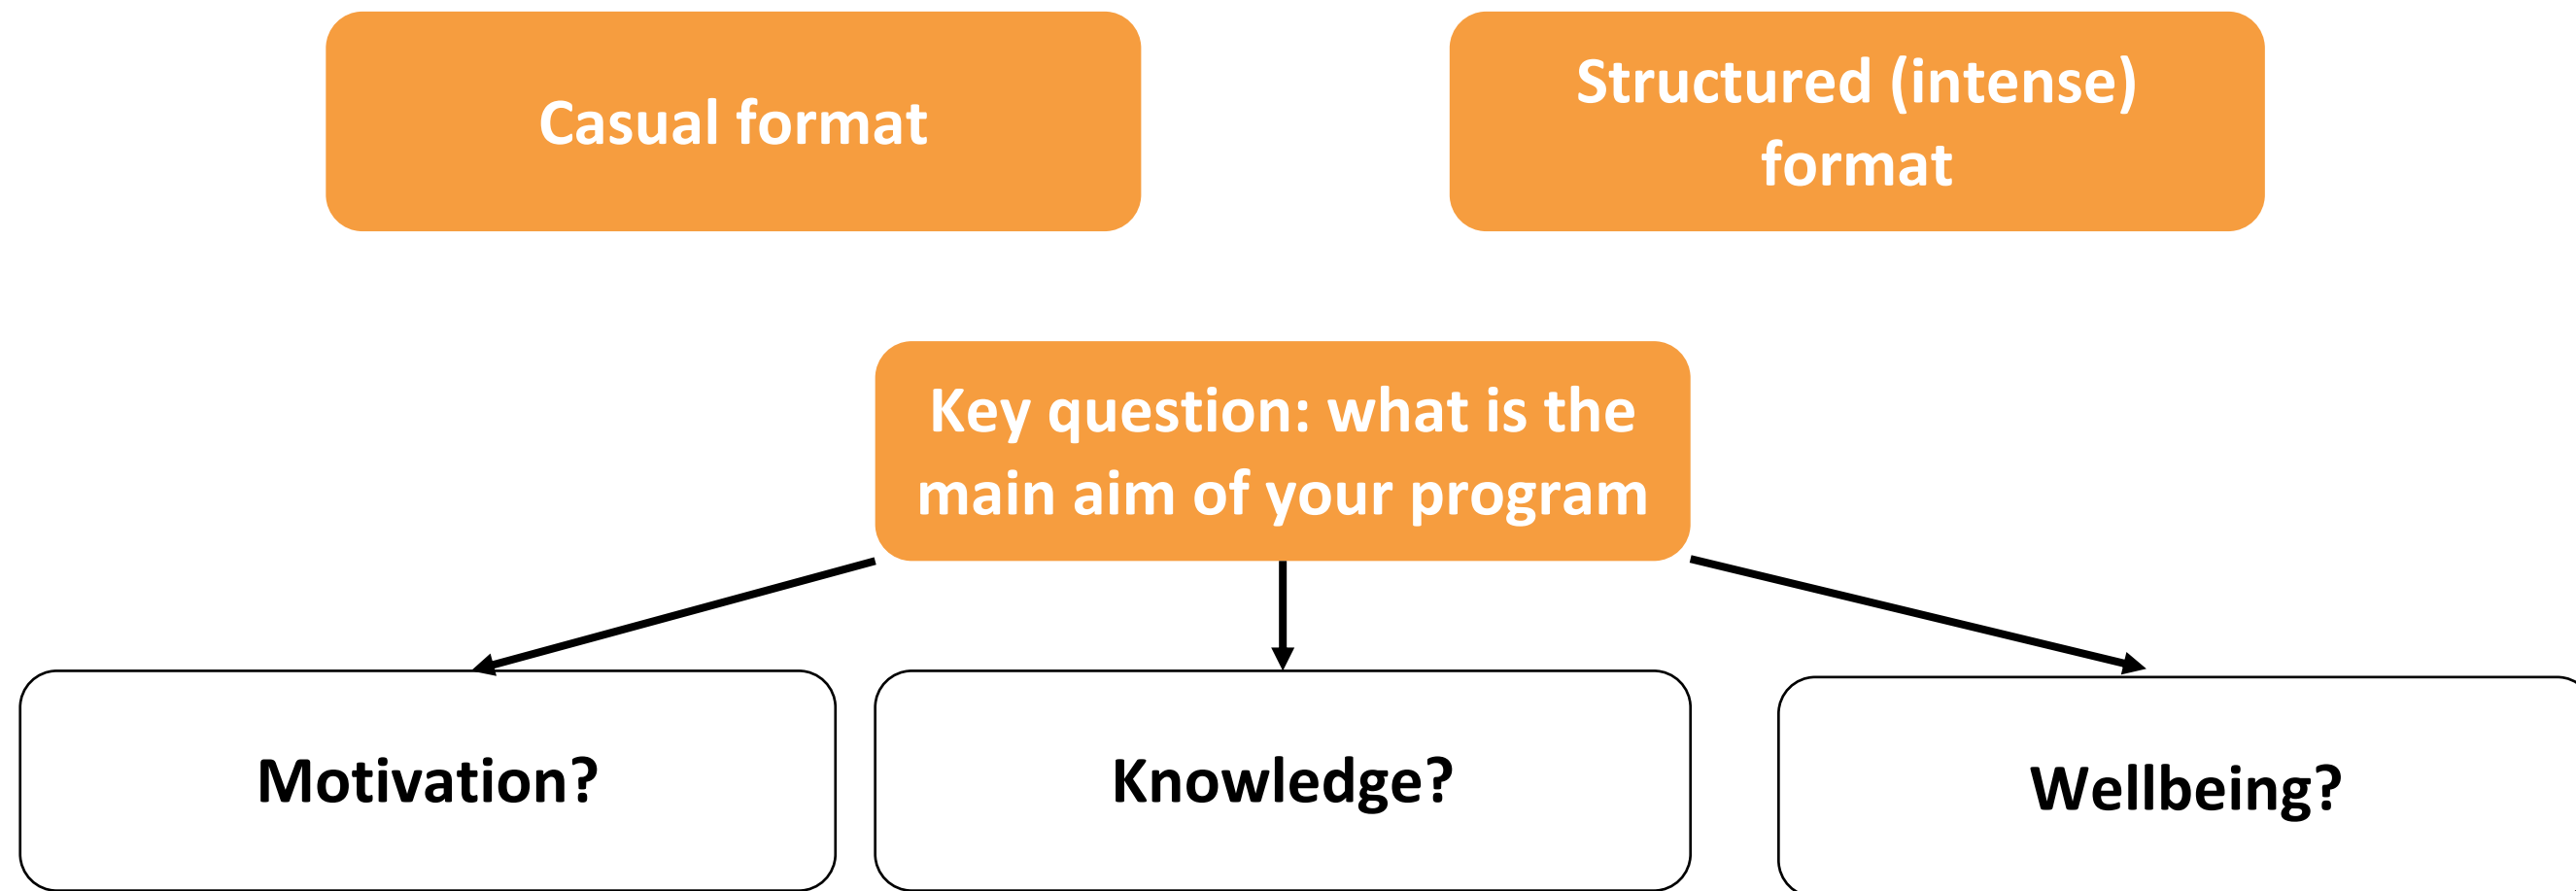 Casual format
Structured (intense)
format
Key question: what is the
main aim of your program
Motivation?
Knowledge?
Wellbeing?